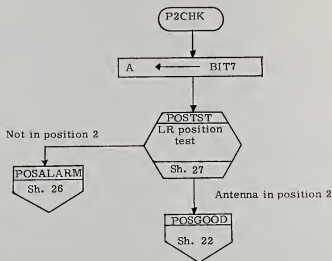 P2CHK
A BIT7
POSTST
LR position
test
Sh. 27
Not in position 2
POSALARM
Sh. 26
Antenna in position 2
POSGOOD
Sh. 22